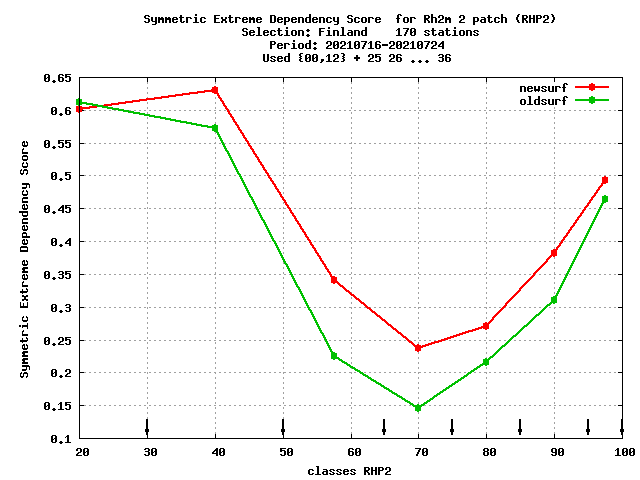 Symmetric Extreme Dependency Score  for Rh2m 2 patch (RHP2)
Selection: Finland    170 stations
Period: 20210716-20210724
Used {00,12} + 25 26 ... 36
newsurf
oldsurf
Symmetric Extreme Dependency Score
0.65
0.6
0.55
0.5
0.45
0.4
0.35
0.3
0.25
0.2
0.15
0.1
20 30 40 50 60 70 80 90 100
classes RHP2